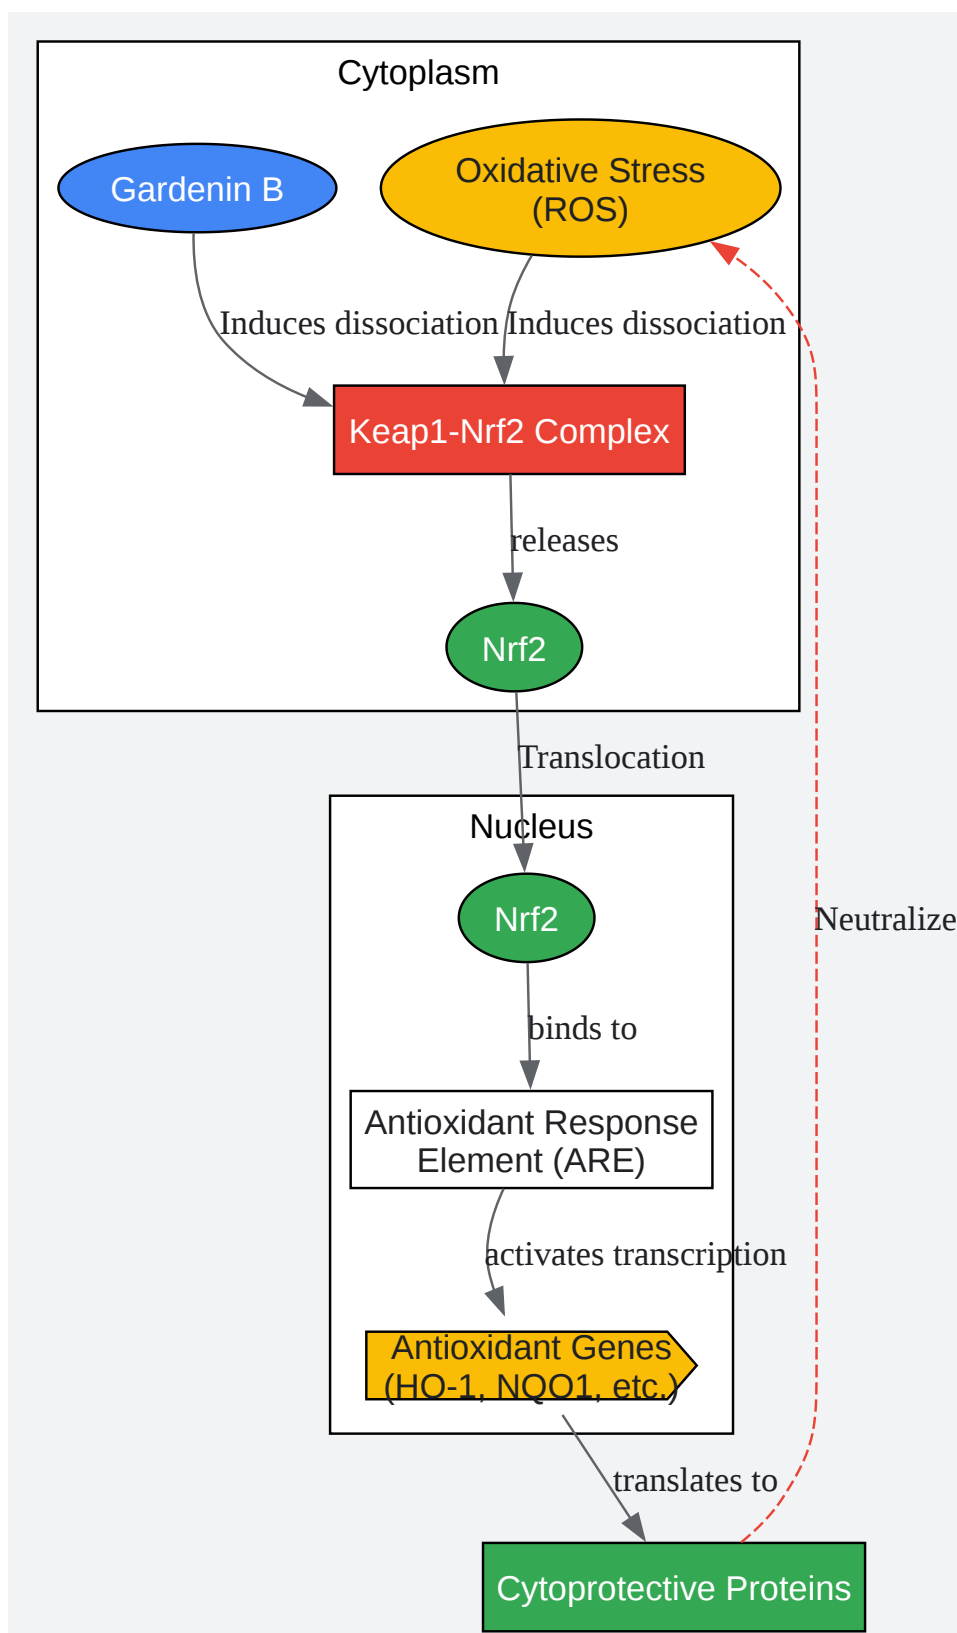 Cytoplasm
Gardenin B
Oxidative Stress
(ROS)
Induces dissociation
Induces dissociation
Keap1-Nrf2 Complex
releases
Nrf2
Translocation
Nucleus
Nrf2
Neutralize
binds to
Antioxidant Response
Element (ARE)
activates transcription
Antioxidant Genes
(HO-1, NQO1, etc.)
translates to
Cytoprotective Proteins